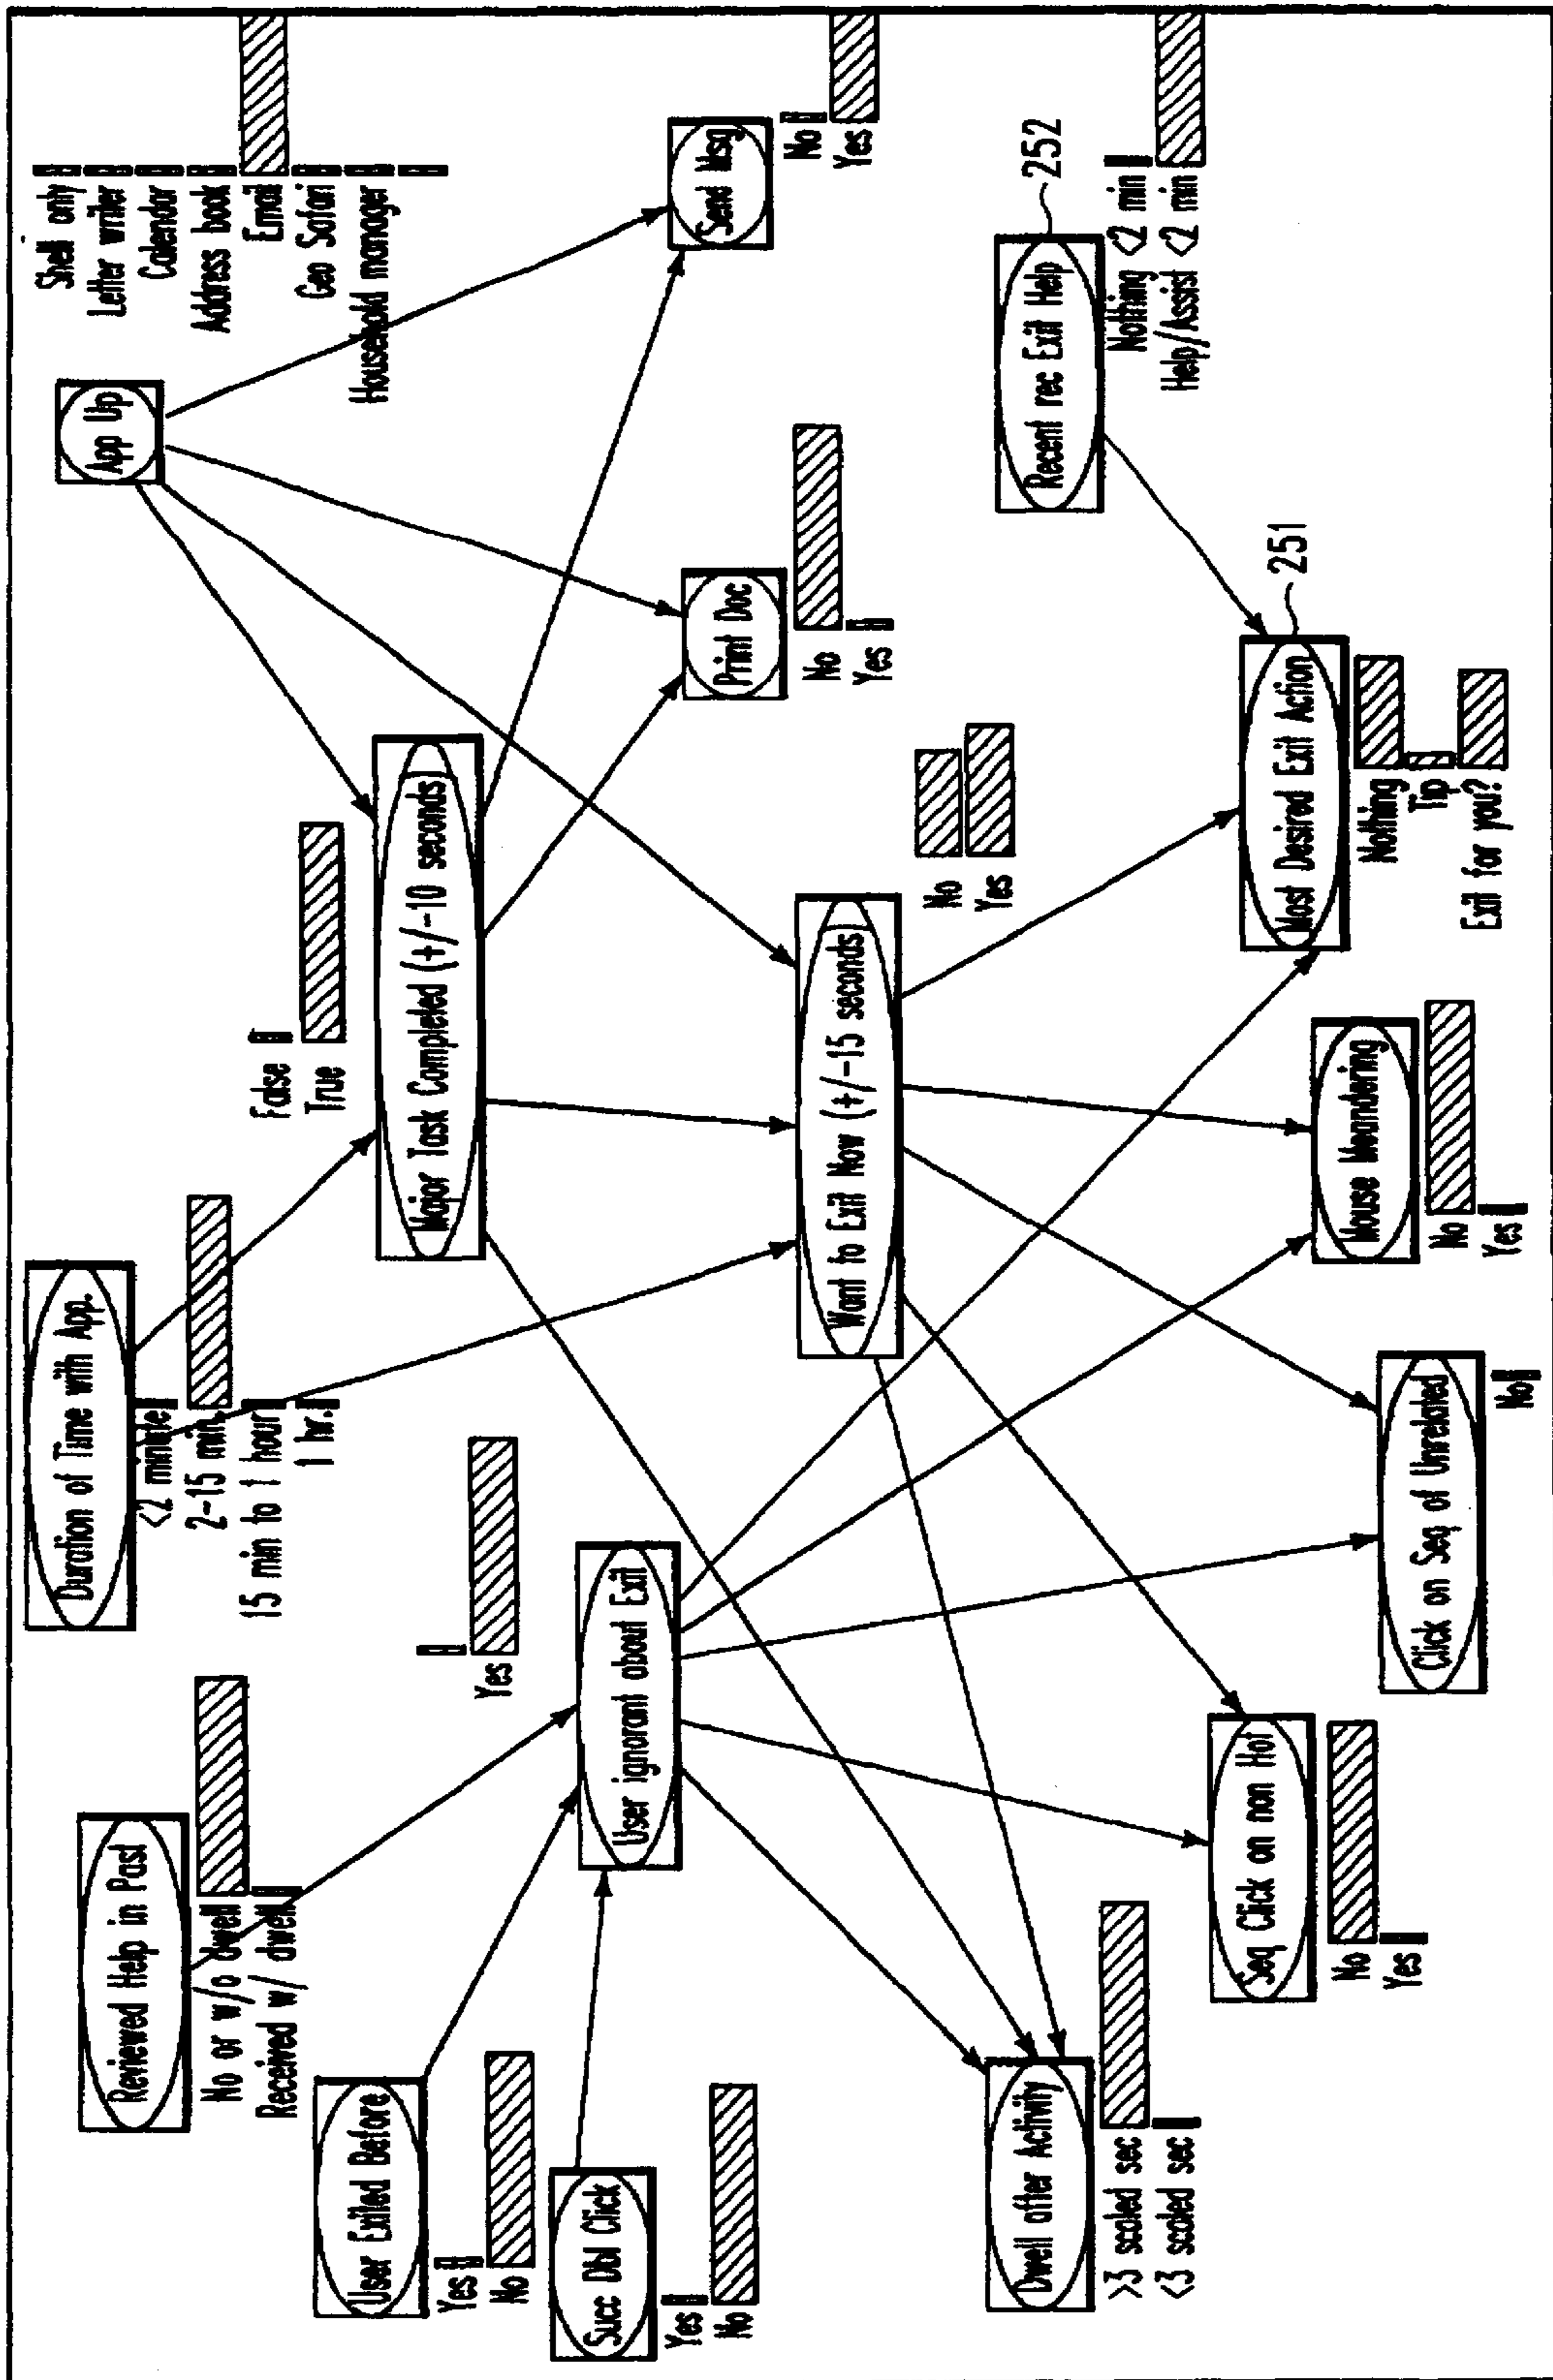 Reviewed Help in Past
No or w/o dwell
Received w/ dwell
Duration of Time with App.
<2 minute
2-15 min.
15 min to 1 hour
1 hr.
App Up
Shell only
Letter writer
Calendar
Address book
Email
Geo Safari
Household manager
User Exited Before
Yes
No
Succ Dbl Click
Yes
No
Yes
User ignorant about Exit
False
True
Major Task Completed (+/-10 seconds
Print Doc
No
Yes
Send Msg
No
Yes
Want to Exit Now (+/-15 seconds
No
Yes
Recent rec Exit Help
252
Nothing <2 min
Help/Assist <2 min
Dwell after Activity
>3 scaled sec
<3 scaled sec
Seq Click on non Hot
No
Yes
Click on Seq of Unrelated
No
Mouse Meandering
No
Yes
Most Desired Exit Action
251
Nothing
Tip
Exit for you?